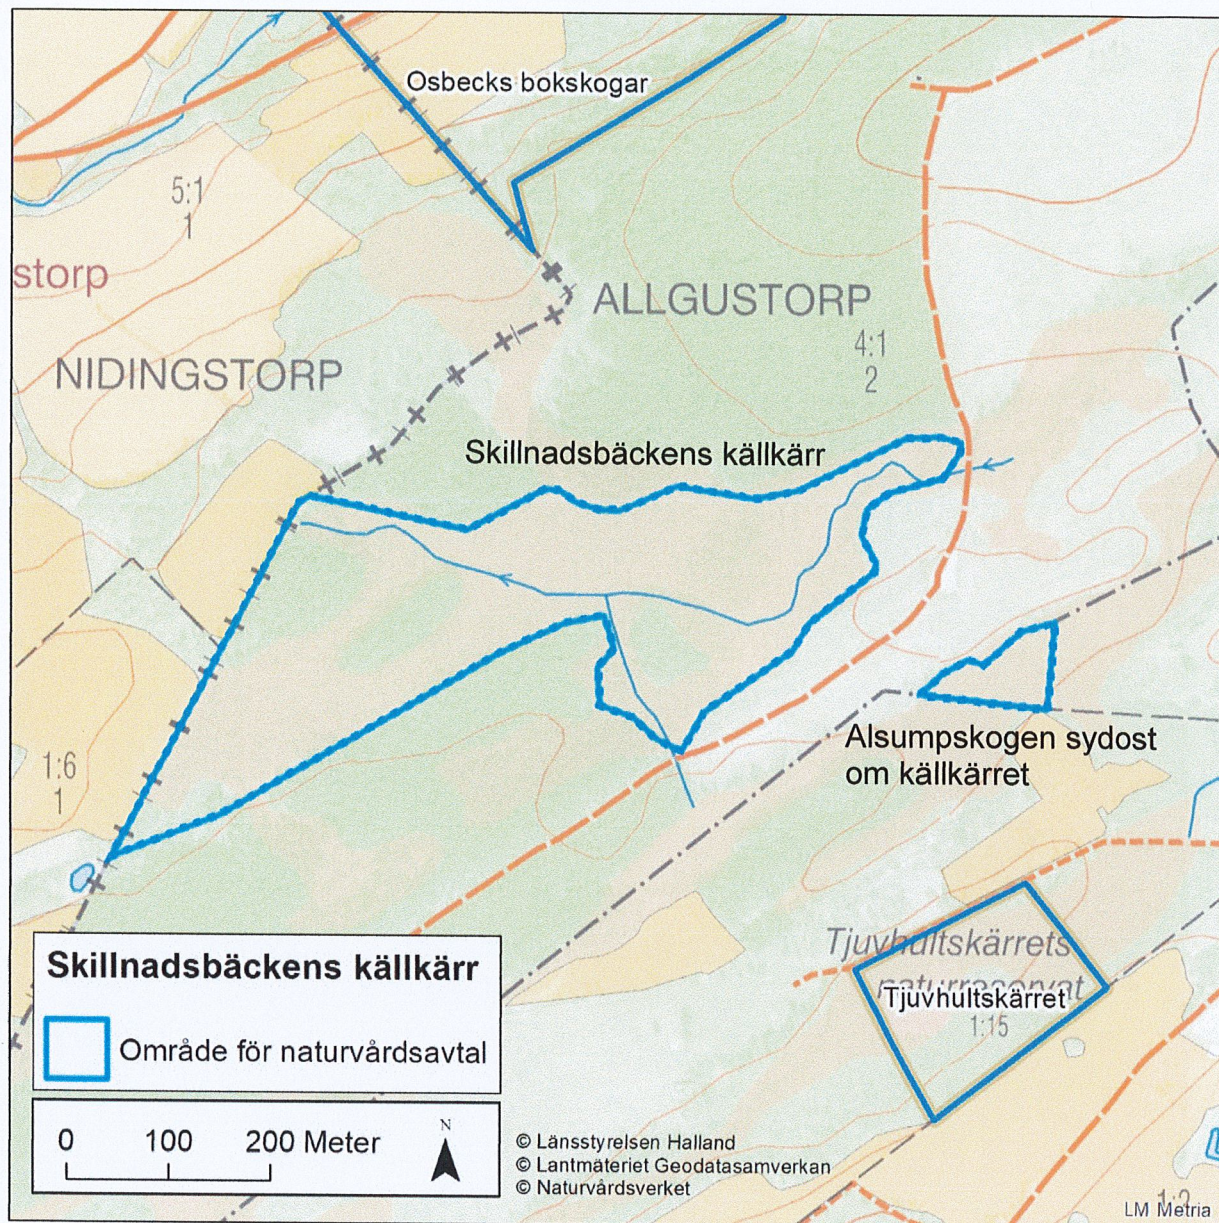 Osbecks bokskogar
5:1
1
storp
ALLGUSTORP
NIDINGSTORP
4:1
2
Skillnadsbäckens källkärr
Alsumpskogen sydost
om källkärret
1:6
1
Tjuvhultskärrets
naturreservat
Tjuvhultskärret
1:15
Skillnadsbäckens källkärr
Område för naturvårdsavtal
0 100 200 Meter
N
© Länsstyrelsen Halland
© Lantmäteriet Geodatasamverkan
© Naturvårdsverket
LM Metria